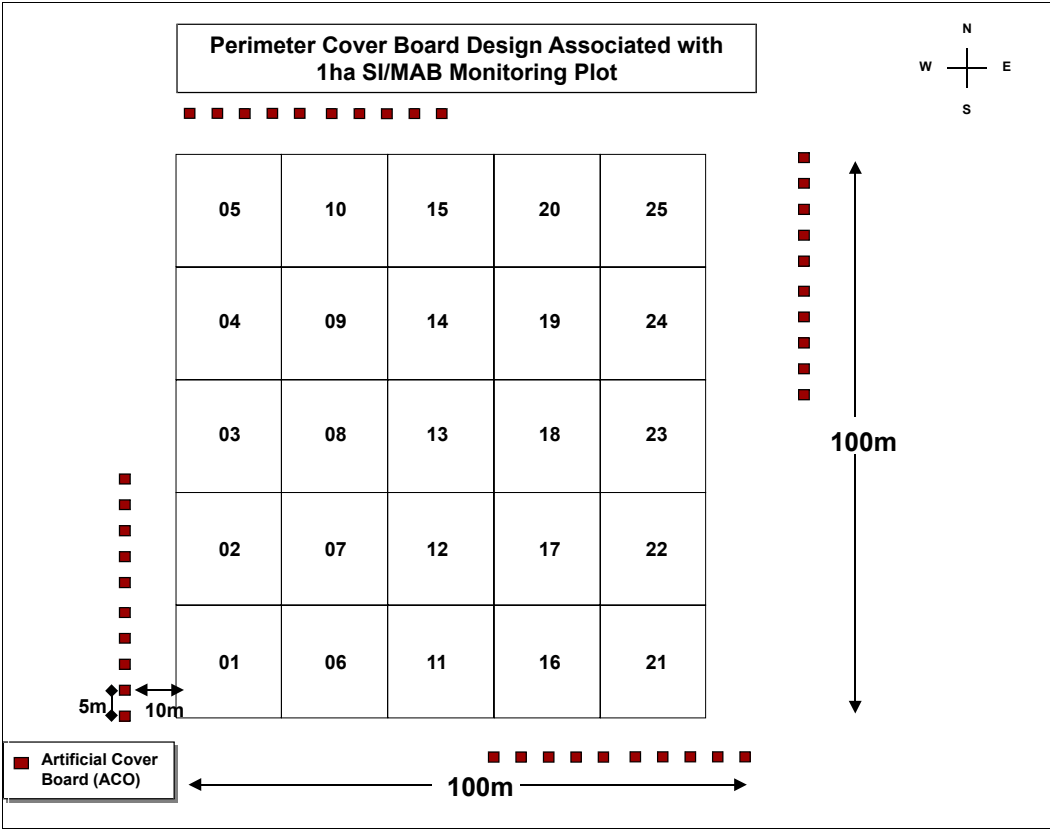 Perimeter Cover Board Design Associated with
1ha SI/MAB Monitoring Plot
N
W E
S
05 10 15 20 25
04 09 14 19 24
03 08 13 18 23
100m
02 07 12 17 22
01 06 11 16 21
5m 10m
Artificial Cover
Board (ACO)
100m